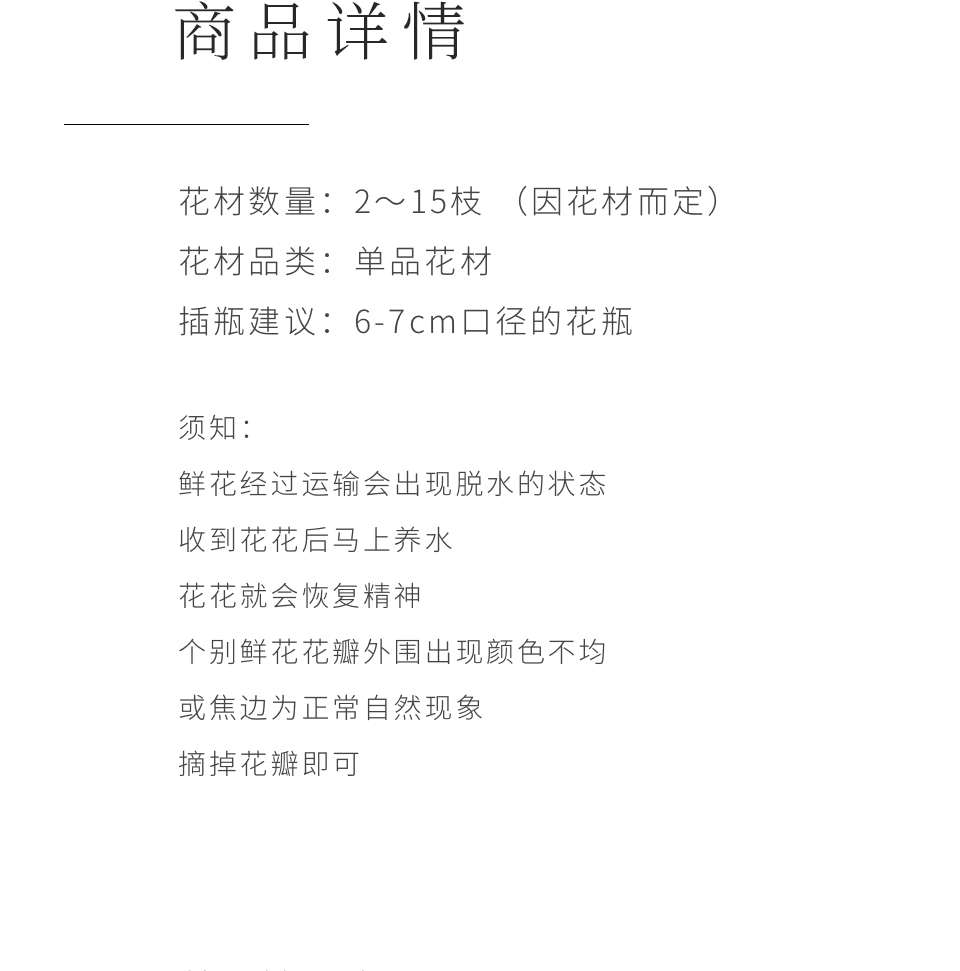 商品详情
花材数量：2～15枝 （因花材而定）
花材品类：单品花材
插瓶建议：6-7cm口径的花瓶
须知：
鲜花经过运输会出现脱水的状态
收到花花后马上养水
花花就会恢复精神
个别鲜花花瓣外围出现颜色不均
或焦边为正常自然现象
摘掉花瓣即可